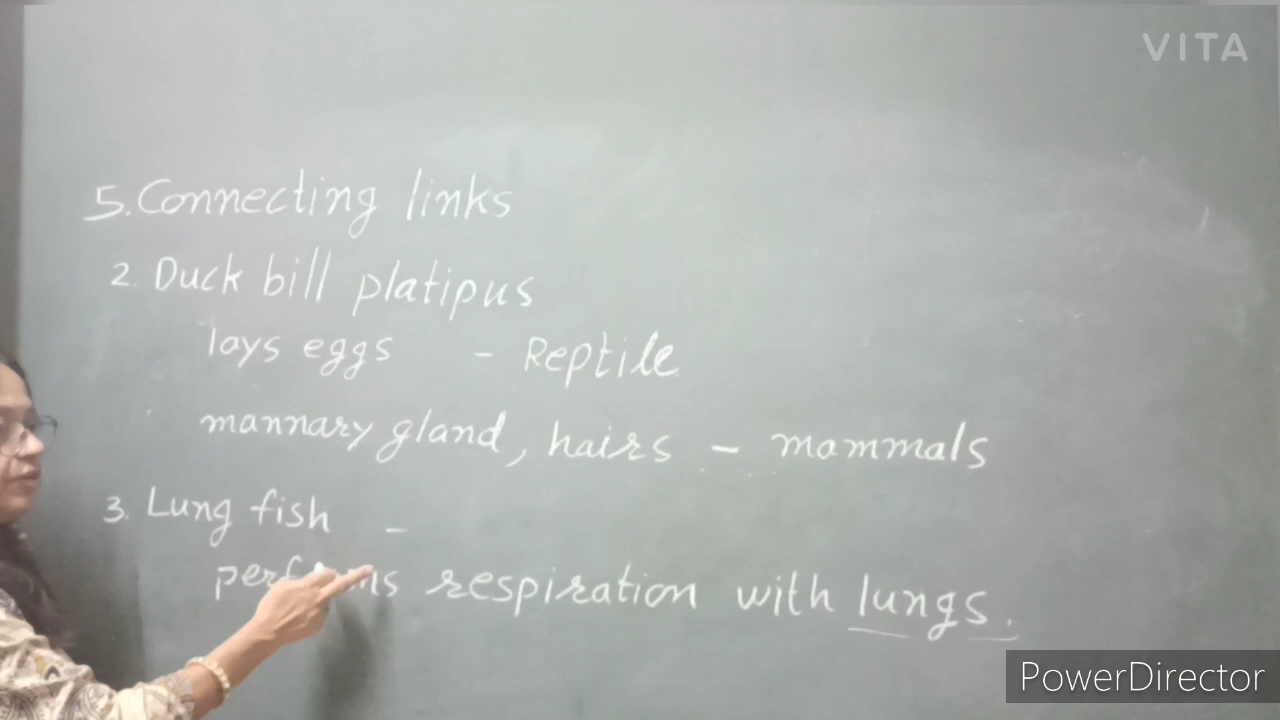 VITA
5. Connecting links
2. Duck bill platipus
lays eggs - Reptile
mannary gland, hairs - mammals
3. Lung fish -
performs respiration with lungs.
PowerDirector